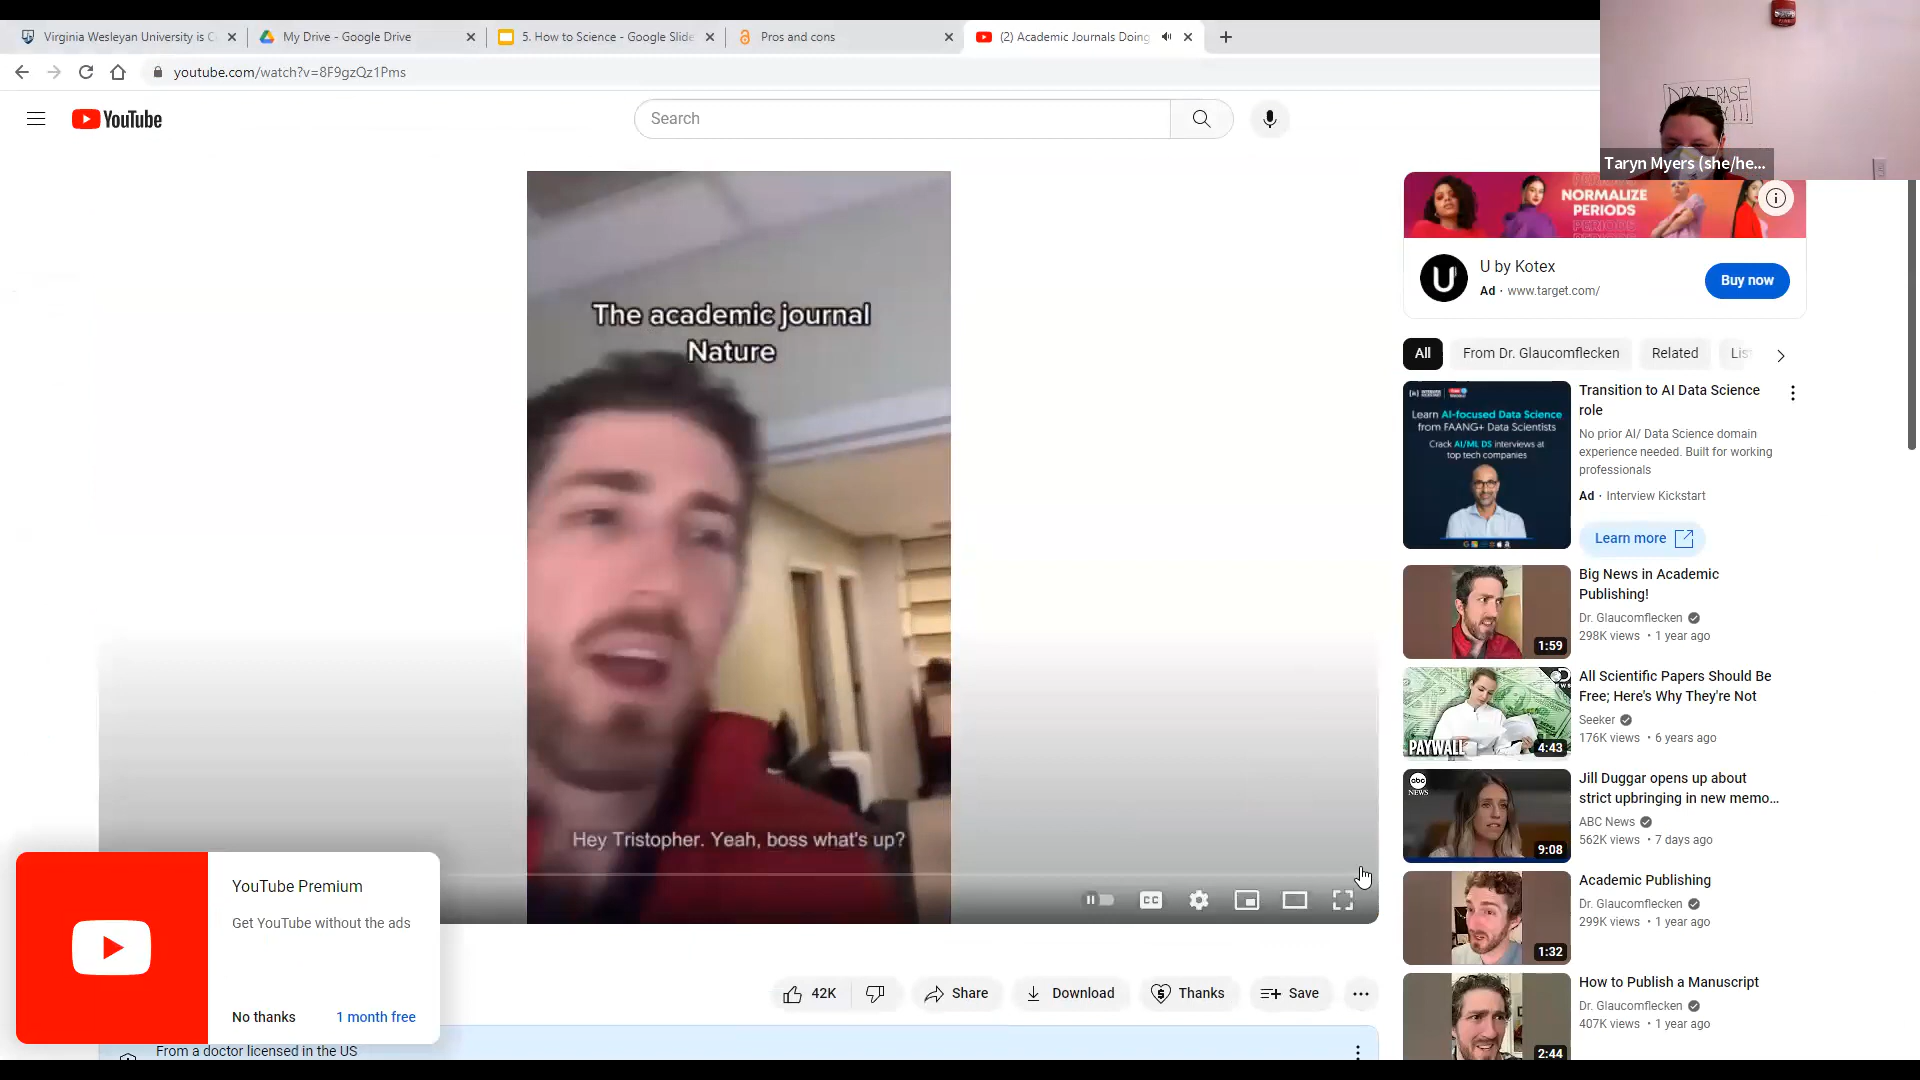 Virginia Wesleyan University is C
My Drive - Google Drive
5. How to Science - Google Slide
Pros and cons
(2) Academic Journals Doing
youtube.com/watch?v=8F9gzQz1Pms
YouTube
Search
DRY ERASE
Taryn Myers (she/he...
The academic journal
Nature
Hey Tristopher. Yeah, boss what's up?
CC
NORMALIZE
PERIODS
PERIODS
U
U by Kotex
Ad · www.target.com/
Buy now
All
From Dr. Glaucomflecken
Related
Lis
Learn AI-focused Data Science
from FAANG+ Data Scientists
Crack AI/ML DS interviews at
top tech companies
Transition to AI Data Science
role
No prior AI/ Data Science domain
experience needed. Built for working
professionals
Ad · Interview Kickstart
Learn more
1:59
Big News in Academic
Publishing!
Dr. Glaucomflecken
298K views • 1 year ago
PAYWALL
4:43
All Scientific Papers Should Be
Free; Here's Why They're Not
Seeker
176K views • 6 years ago
abc
NEWS
9:08
Jill Duggar opens up about
strict upbringing in new memo...
ABC News
562K views • 7 days ago
1:32
Academic Publishing
Dr. Glaucomflecken
299K views • 1 year ago
2:44
How to Publish a Manuscript
Dr. Glaucomflecken
407K views • 1 year ago
YouTube Premium
Get YouTube without the ads
No thanks
1 month free
42K
Share
Download
Thanks
Save
From a doctor licensed in the US